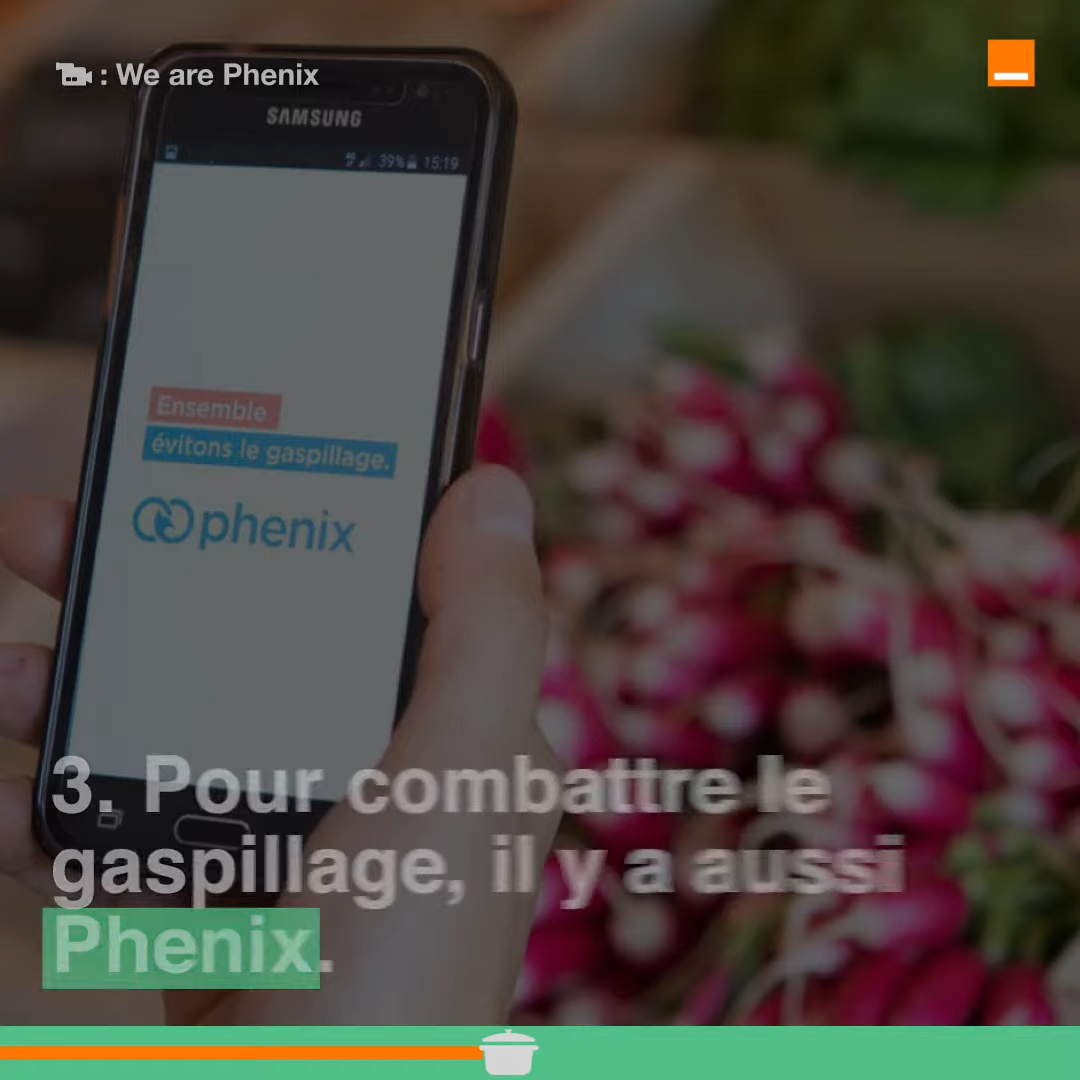 : We are Phenix
SAMSUNG
39% 15:19
Ensemble
évitons le gaspillage.
phenix
3. Pour combattre le
gaspillage, il y a aussi
Phenix.